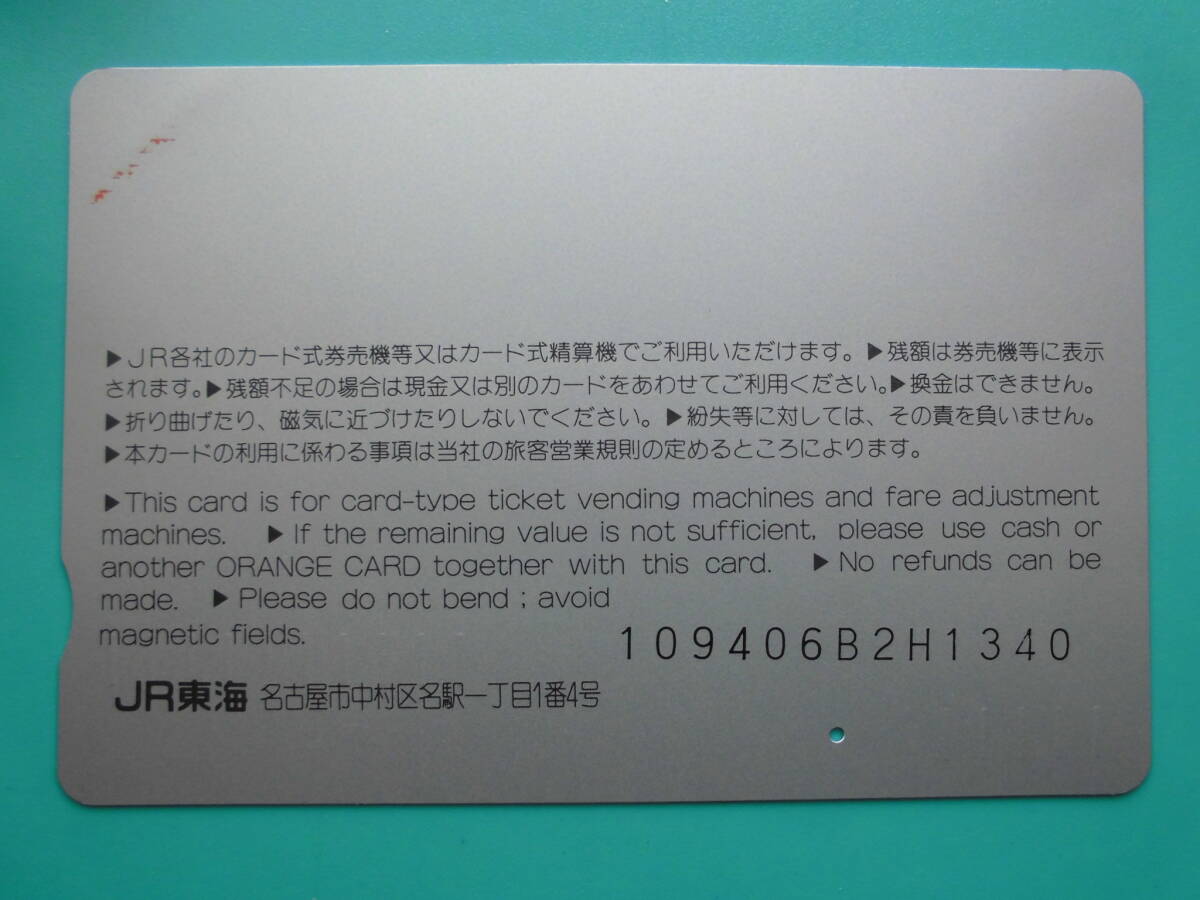 ▶JR各社のカード式券売機等又はカード式精算機でご利用いただけます。▶残額は券売機等に表示
されます。▶残額不足の場合は現金又は別のカードをあわせてご利用ください。▶換金はできません。
▶折り曲げたり、磁気に近づけたりしないでください。▶紛失等に対しては、その責を負いません。
▶本カードの利用に係わる事項は当社の旅客営業規則の定めるところによります。
▶This card is for card-type ticket vending machines and fare adjustment
machines. ▶If the remaining value is not sufficient, please use cash or
another ORANGE CARD together with this card. ▶No refunds can be
made. ▶Please do not bend; avoid
magnetic fields.
109406B2H1340
JR東海 名古屋市中村区名駅一丁目1番4号